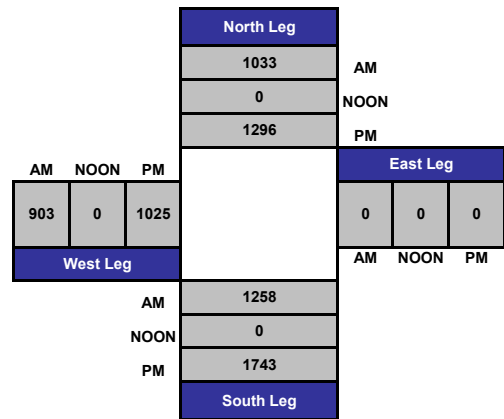 North Leg
1033 AM
0 NOON
1296 PM
AM NOON PM
East Leg
903 0 1025
0 0 0
West Leg
AM NOON PM
AM 1258
NOON 0
PM 1743
South Leg